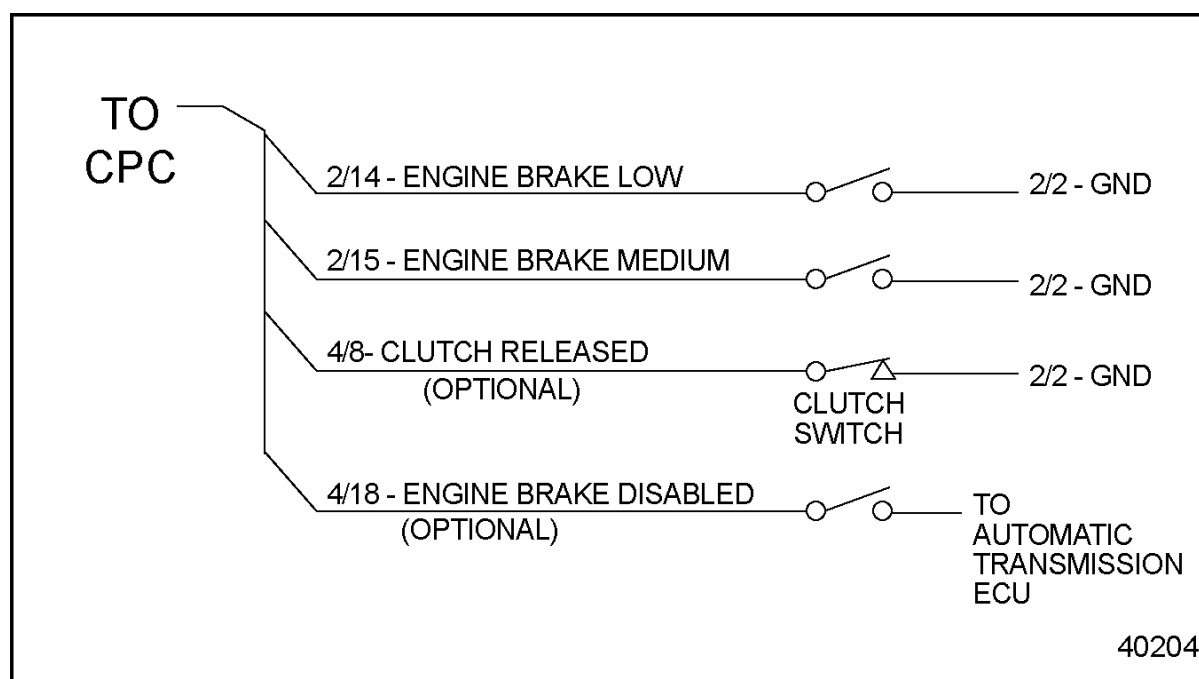 TO
CPC
2/14 - ENGINE BRAKE LOW
2/2 - GND
2/15 - ENGINE BRAKE MEDIUM
2/2 - GND
4/8- CLUTCH RELEASED
(OPTIONAL)
2/2 - GND
CLUTCH
SWITCH
4/18 - ENGINE BRAKE DISABLED
(OPTIONAL)
TO
AUTOMATIC
TRANSMISSION
ECU
40204